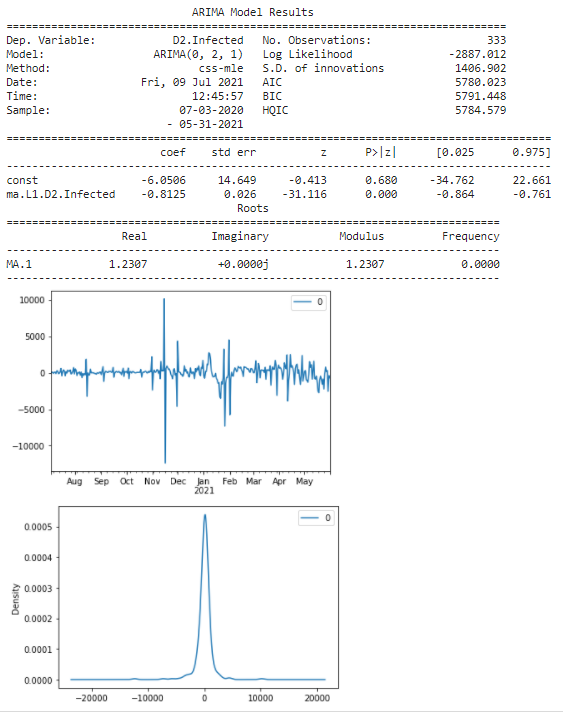 ARIMA Model Results
==============================================================================
Dep. Variable: D2.Infected No. Observations: 333
Model: ARIMA(0, 2, 1) Log Likelihood -2887.012
Method: css-mle S.D. of innovations 1406.902
Date: Fri, 09 Jul 2021 AIC 5780.023
Time: 12:45:57 BIC 5791.448
Sample: 07-03-2020 HQIC 5784.579
- 05-31-2021
=====================================================================================
coef std err z P>|z| [0.025 0.975]
-------------------------------------------------------------------------------------
const -6.0506 14.649 -0.413 0.680 -34.762 22.661
ma.L1.D2.Infected -0.8125 0.026 -31.116 0.000 -0.864 -0.761
Roots
=============================================================================
Real Imaginary Modulus Frequency
-----------------------------------------------------------------------------
MA.1 1.2307 +0.0000j 1.2307 0.0000
-----------------------------------------------------------------------------
10000
0
5000
0
−5000
−10000
Aug Sep Oct Nov Dec Jan Feb Mar Apr May
2021
0
0.0005
0.0004
0.0003
0.0002
0.0001
0.0000
Density
−20000 −10000 0 10000 20000